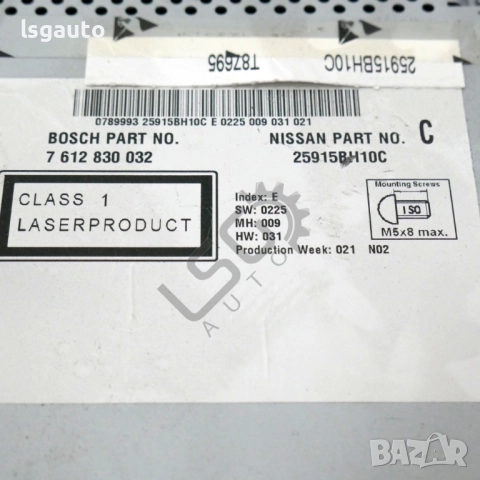 lsgauto
T8Z695
25915BH10C
0789993 25915BH10C E 0225 009 031 021
BOSCH PART NO.
7 612 830 032
NISSAN PART NO. C
25915BH10C
CLASS 1
LASERPRODUCT
Index: E
SW: 0225
MH: 009
HW: 031
Production Week: 021 N02
Mounting Screws
ISO
M5x8 max.
LSG
AUTO
BAZAR